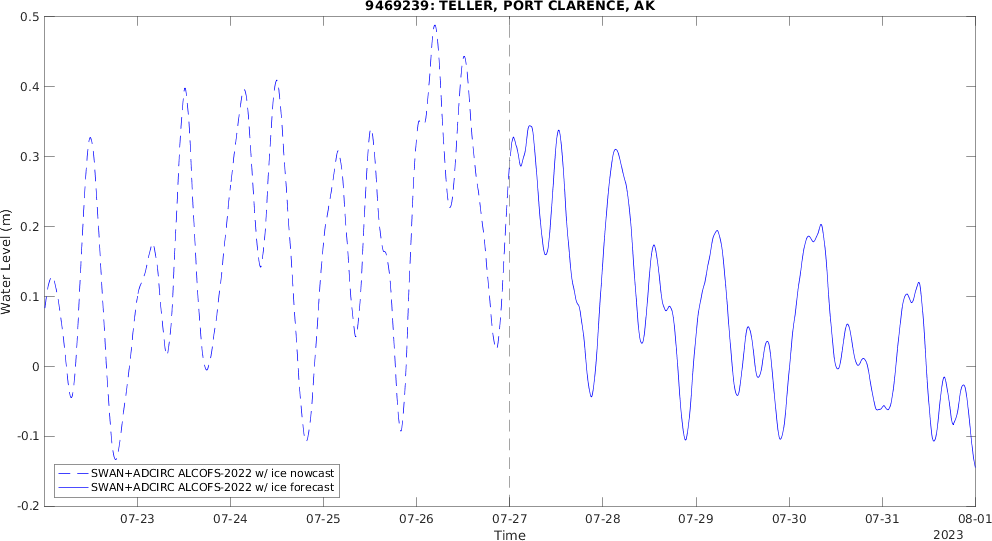 9469239: TELLER, PORT CLARENCE, AK
0.5
0.4
0.3
0.2
0.1
0
-0.1
-0.2
Water Level (m)
SWAN+ADCIRC ALCOFS-2022 w/ ice nowcast
SWAN+ADCIRC ALCOFS-2022 w/ ice forecast
07-23 07-24 07-25 07-26 07-27 07-28 07-29 07-30 07-31 08-01
Time
2023